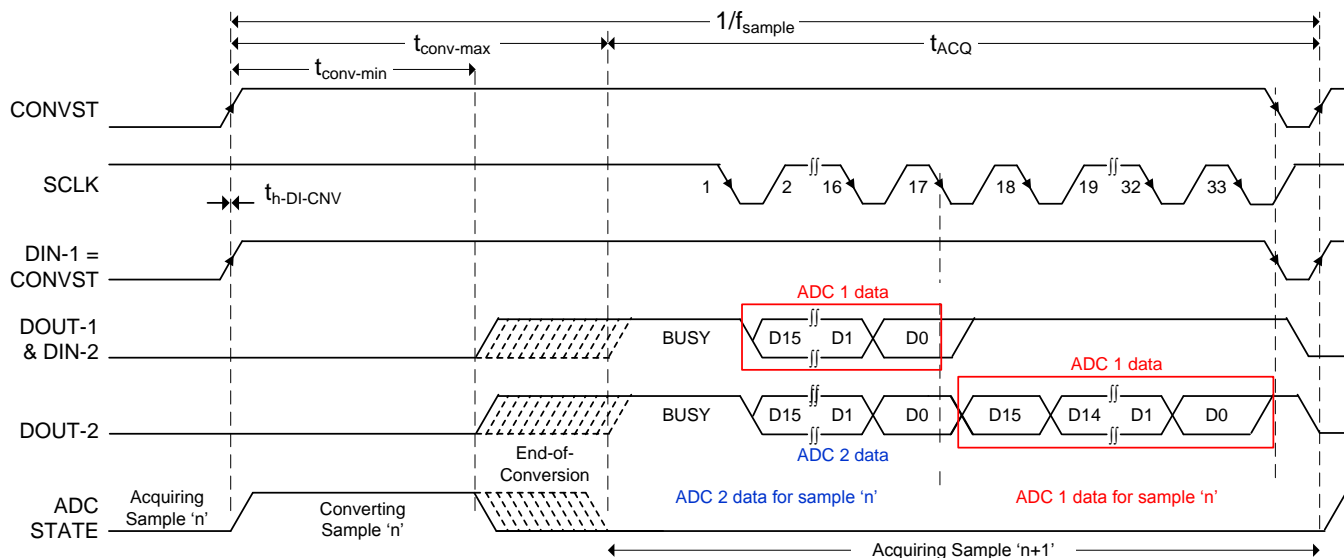 1/fsample
tconv-max
tACQ
tconv-min
CONVST
SCLK
1 2 16 17 18 19 32 33
th-DI-CNV
DIN-1 =
CONVST
ADC 1 data
DOUT-1
& DIN-2
BUSY D15 D1 D0
ADC 1 data
DOUT-2
BUSY D15 D1 D0 D15 D14 D1 D0
End-of-
Conversion
ADC 2 data
ADC
STATE
Acquiring
Sample 'n'
Converting
Sample 'n'
ADC 2 data for sample 'n'
ADC 1 data for sample 'n'
Acquiring Sample 'n+1'